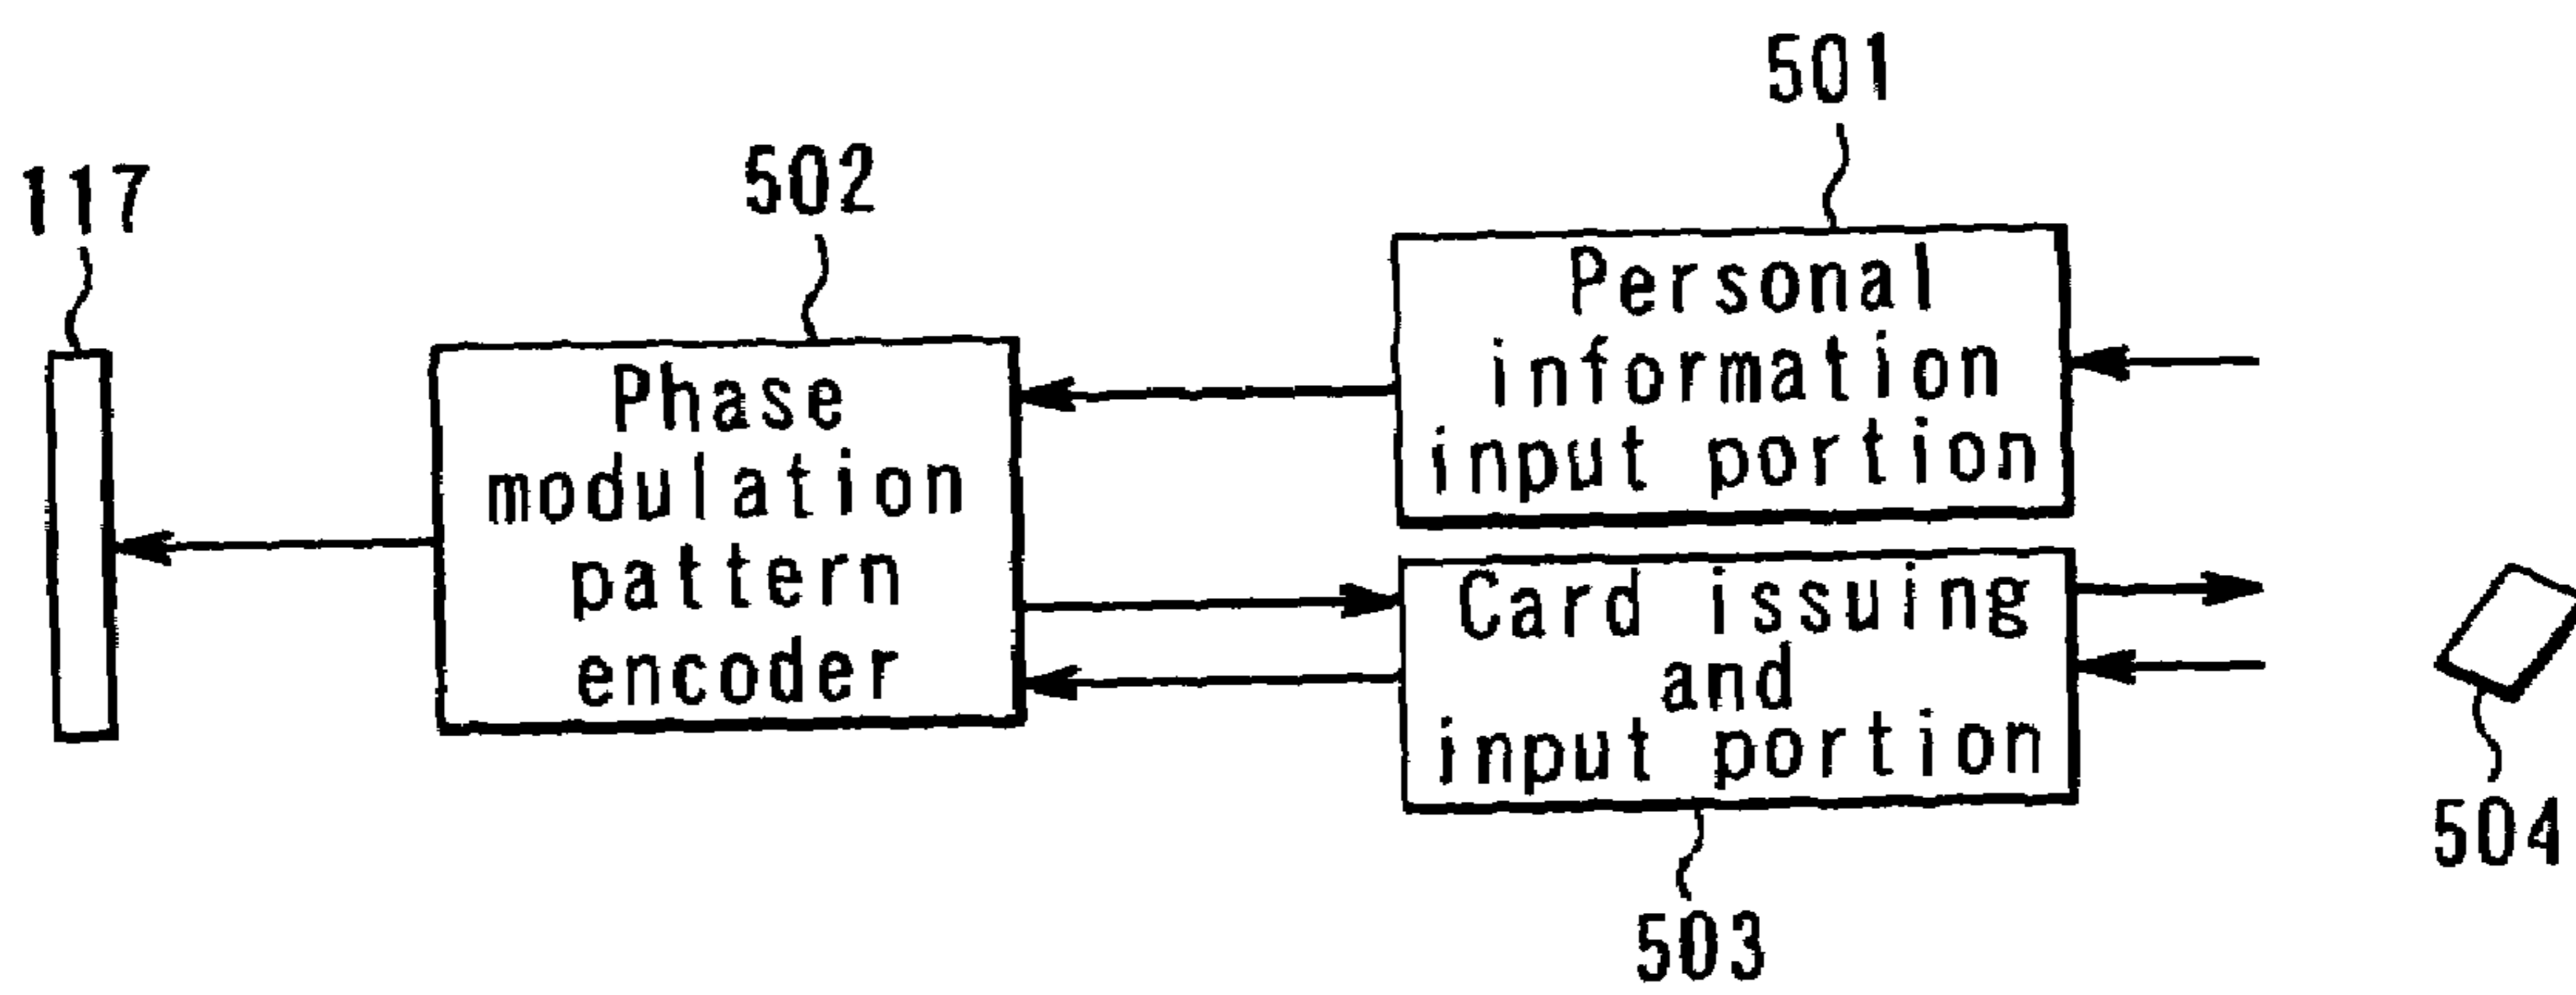 501
502
117
Personal
information
input portion
Phase
modulation
pattern
encoder
Card issuing
and
input portion
504
503